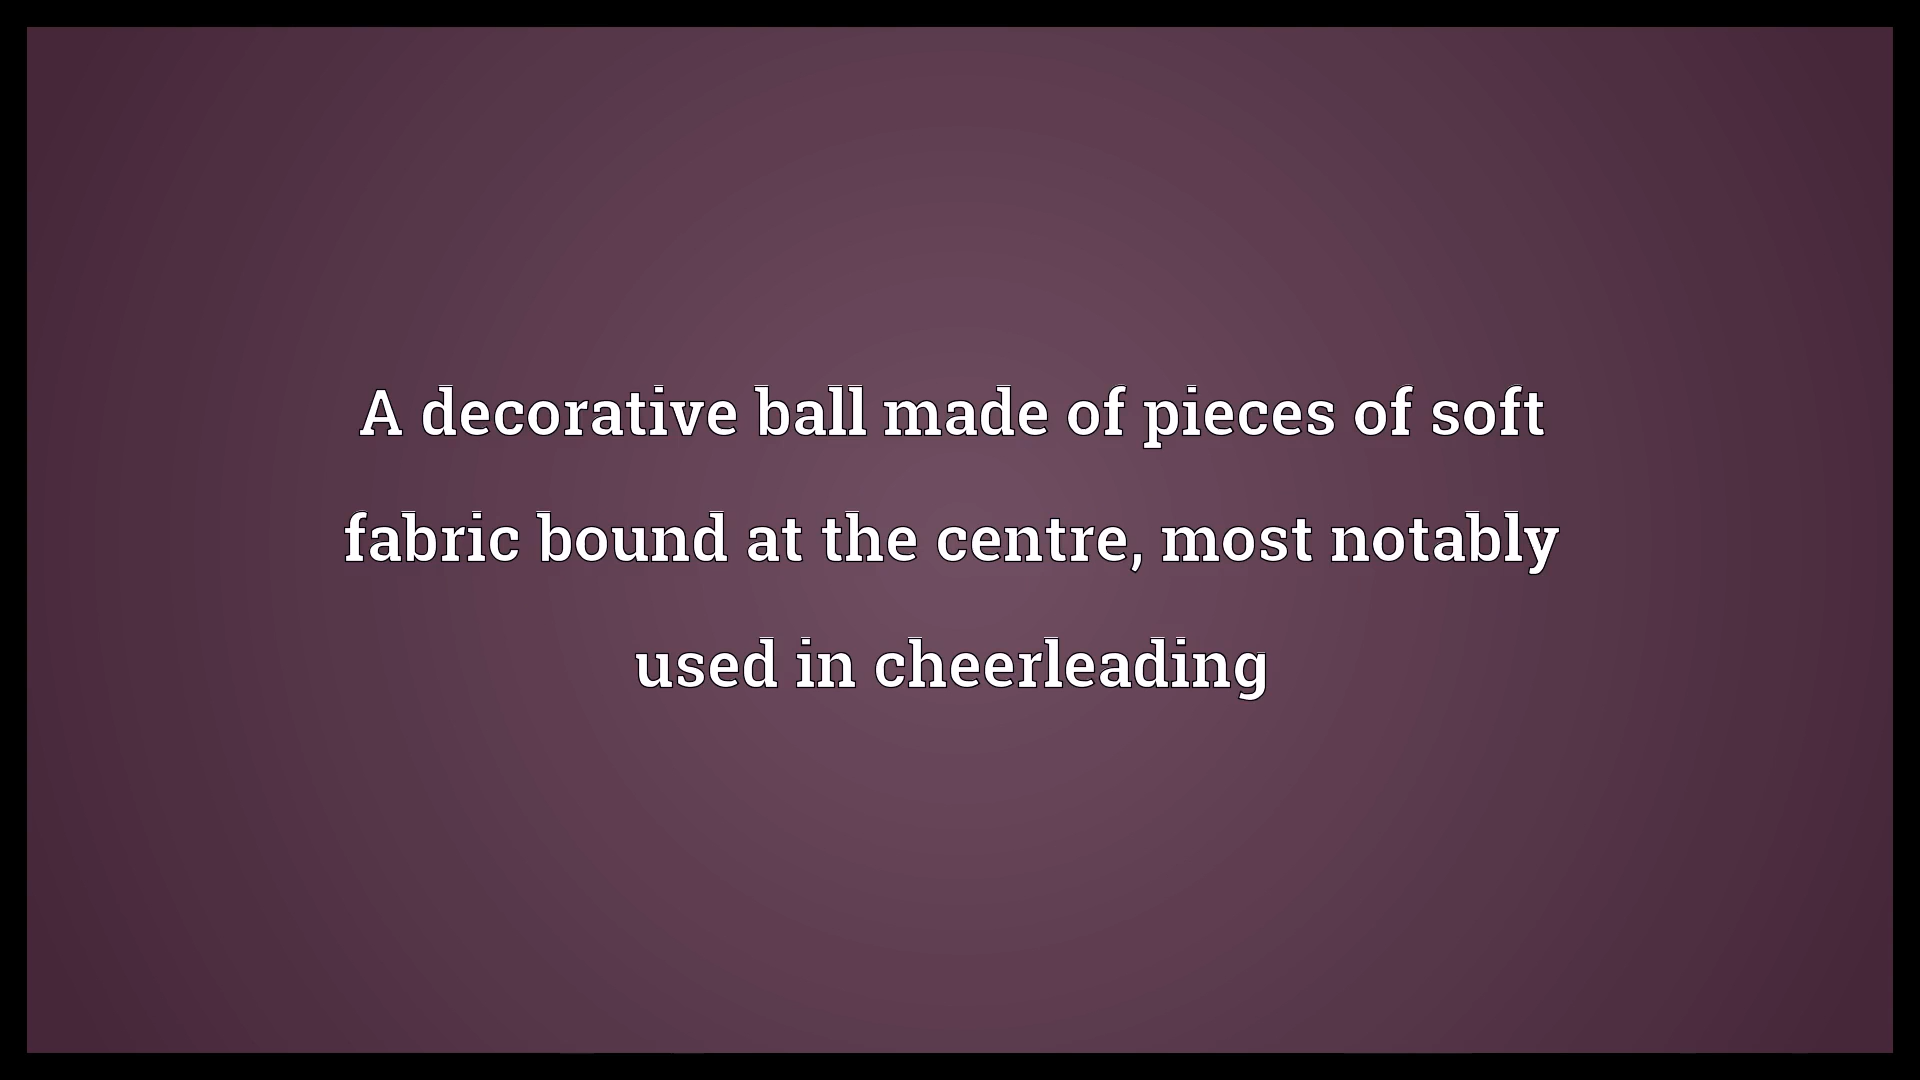 A decorative ball made of pieces of soft
fabric bound at the centre, most notably
used in cheerleading